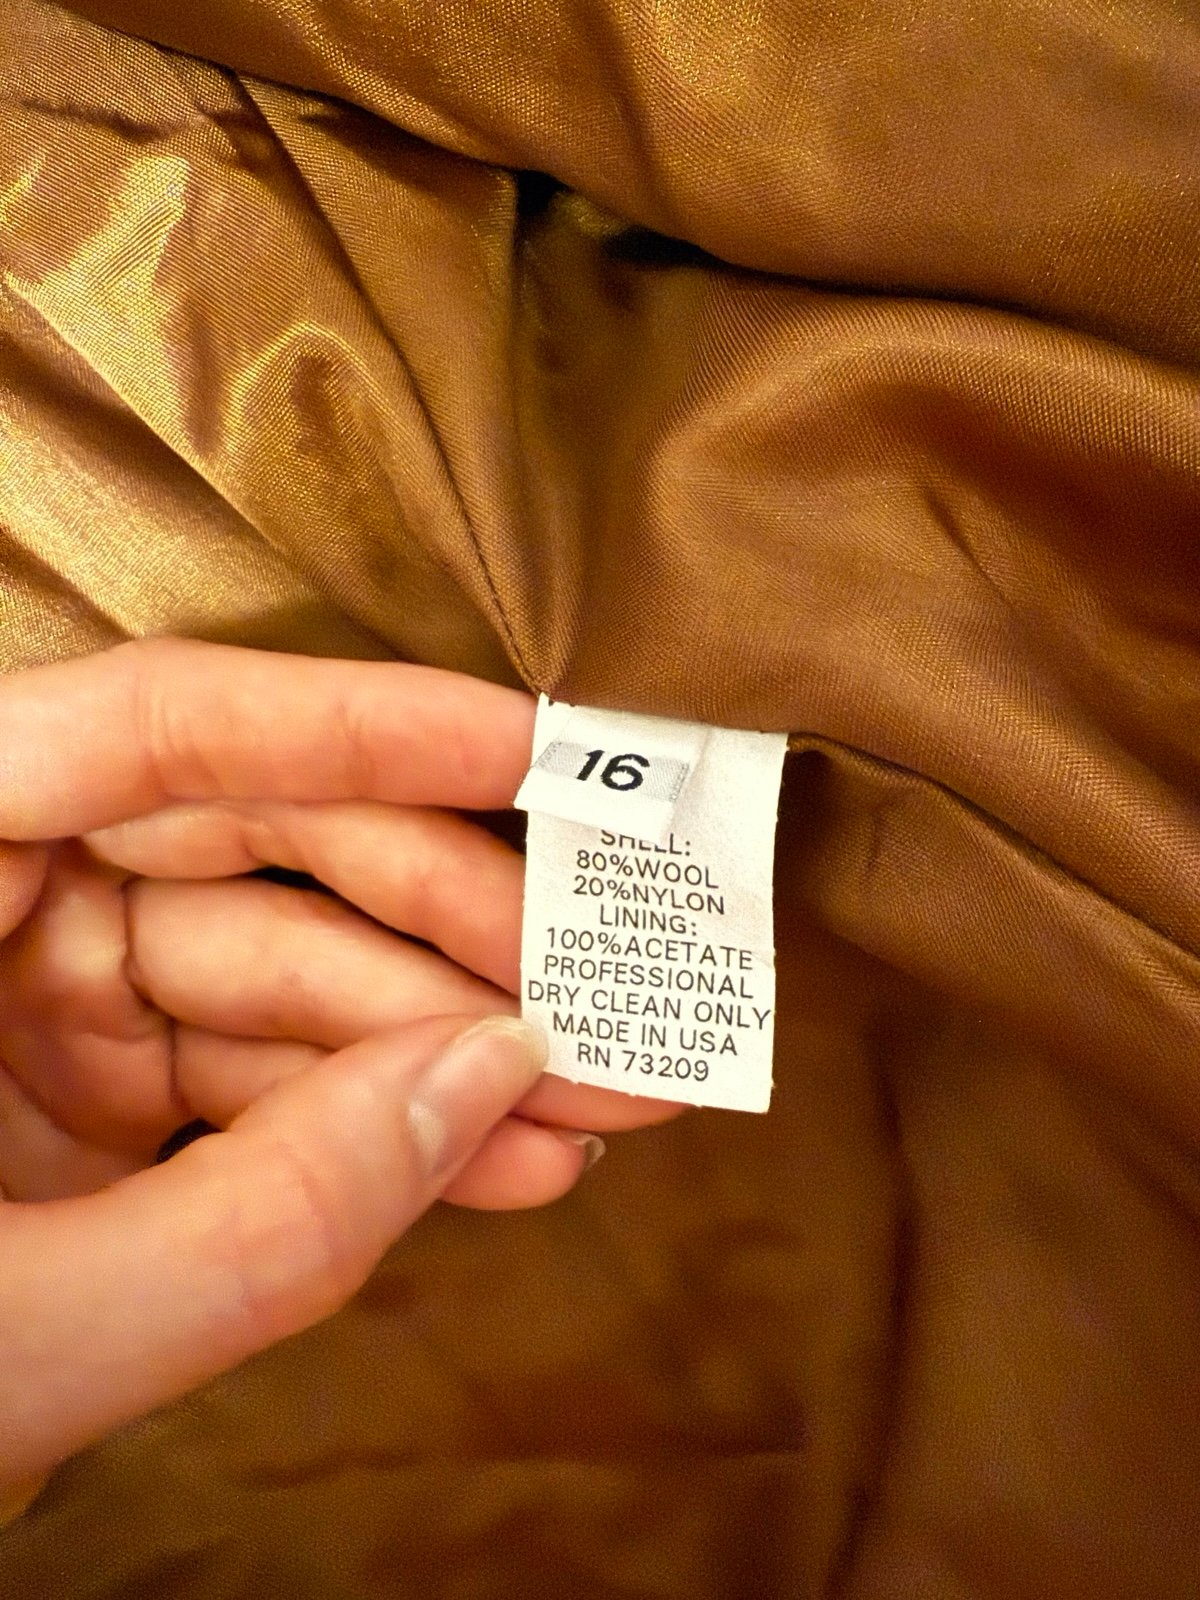 16
SHELL:
80%WOOL
20%NYLON
LINING:
100%ACETATE
PROFESSIONAL
DRY CLEAN ONLY
MADE IN USA
RN 73209